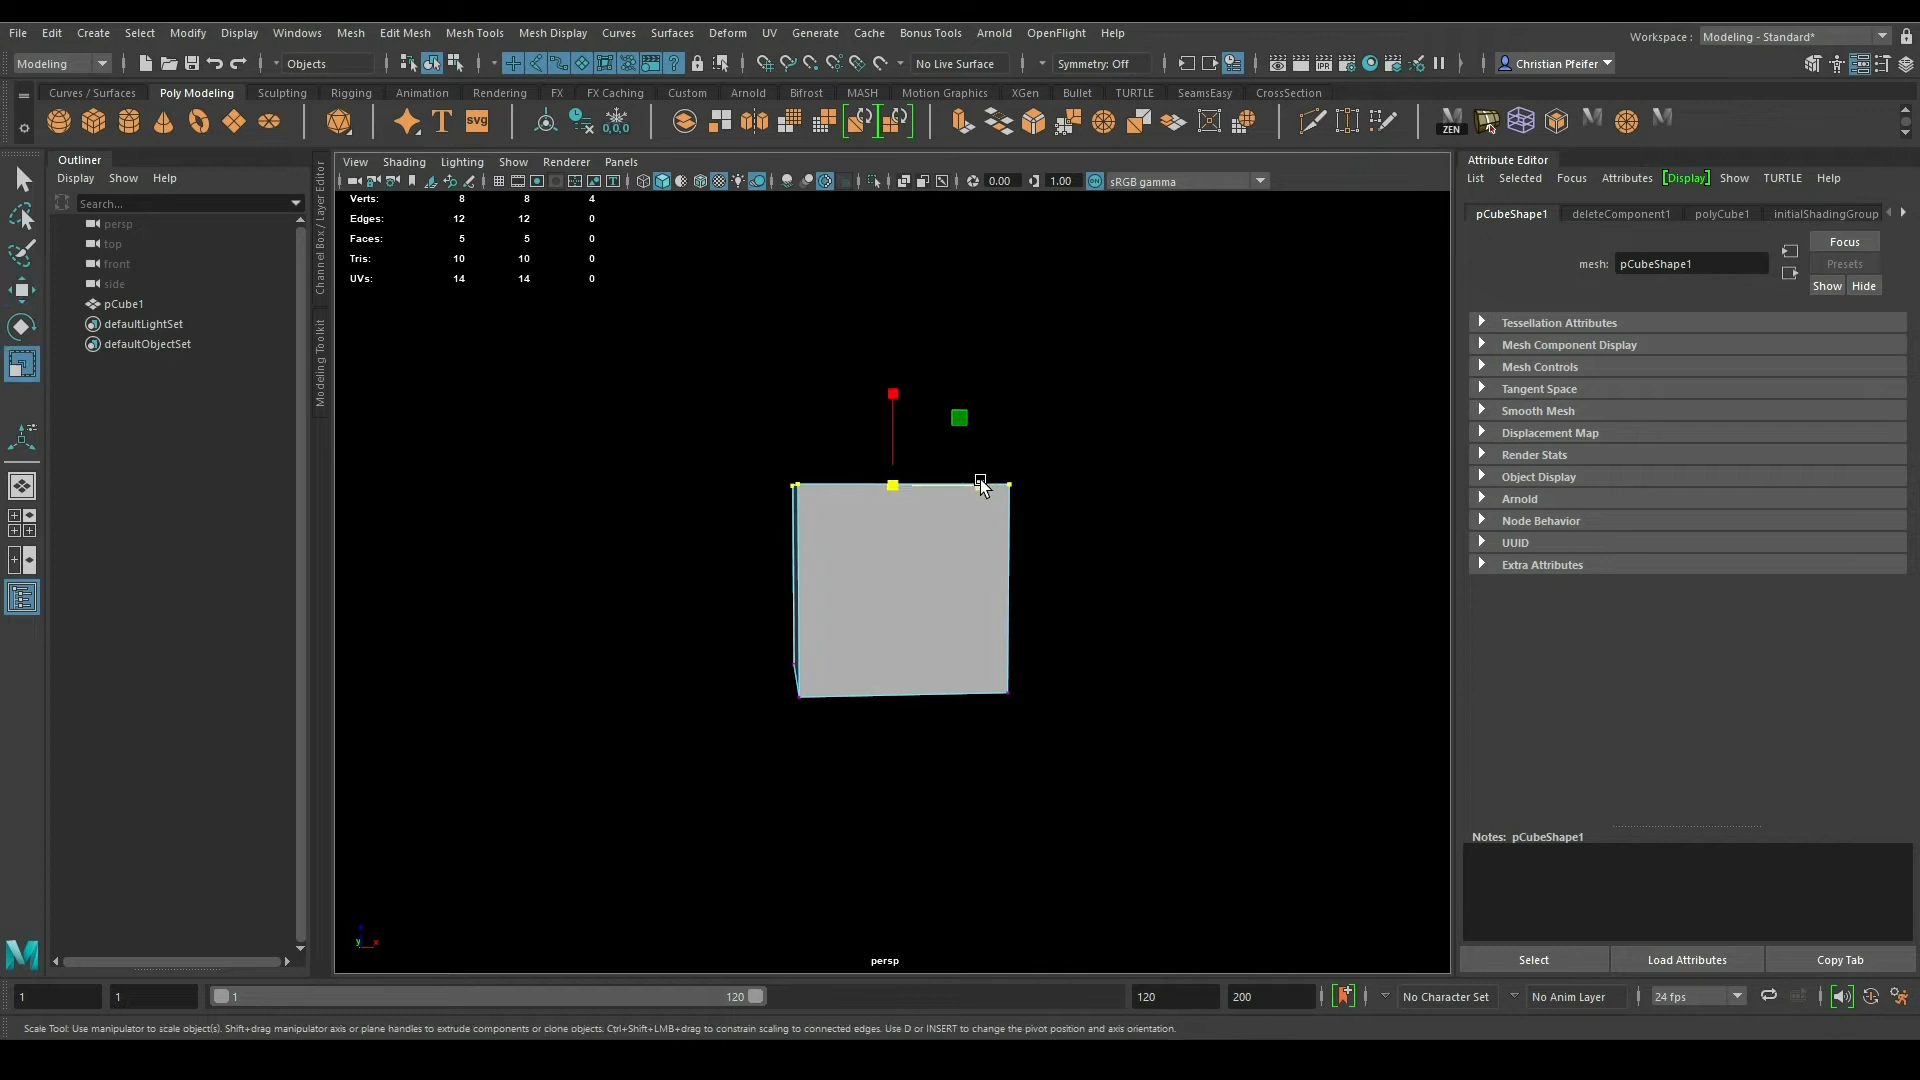 File Edit Create Select Modify Display Windows Mesh Edit Mesh Mesh Tools Mesh Display Curves Surfaces Deform UV Generate Cache Bonus Tools Arnold OpenFlight Help
Workspace : Modeling - Standard*
Modeling Objects No Live Surface Symmetry: Off Christian Pfeifer
Curves / Surfaces Poly Modeling Sculpting Rigging Animation Rendering FX FX Caching Custom Arnold Bifrost MASH Motion Graphics XGen Bullet TURTLE SeamsEasy CrossSection
T svg 0,0,0 ZEN
Outliner
Display Show Help
Search...
persp
top
front
side
pCube1
defaultLightSet
defaultObjectSet
Channel Box / Layer Editor
Modeling Toolkit
View Shading Lighting Show Renderer Panels
0.00 1.00 ON sRGB gamma
Verts: 8 8 4
Edges: 12 12 0
Faces: 5 5 0
Tris: 10 10 0
UVs: 14 14 0
y x
persp
Attribute Editor
List Selected Focus Attributes Display Show TURTLE Help
pCubeShape1 deleteComponent1 polyCube1 initialShadingGroup
Focus
mesh: pCubeShape1
Presets
Show Hide
Tessellation Attributes
Mesh Component Display
Mesh Controls
Tangent Space
Smooth Mesh
Displacement Map
Render Stats
Object Display
Arnold
Node Behavior
UUID
Extra Attributes
Notes: pCubeShape1
Select Load Attributes Copy Tab
1 1 1 120 120 200 No Character Set No Anim Layer 24 fps
Scale Tool: Use manipulator to scale object(s). Shift+drag manipulator axis or plane handles to extrude components or clone objects. Ctrl+Shift+LMB+drag to constrain scaling to connected edges. Use D or INSERT to change the pivot position and axis orientation.